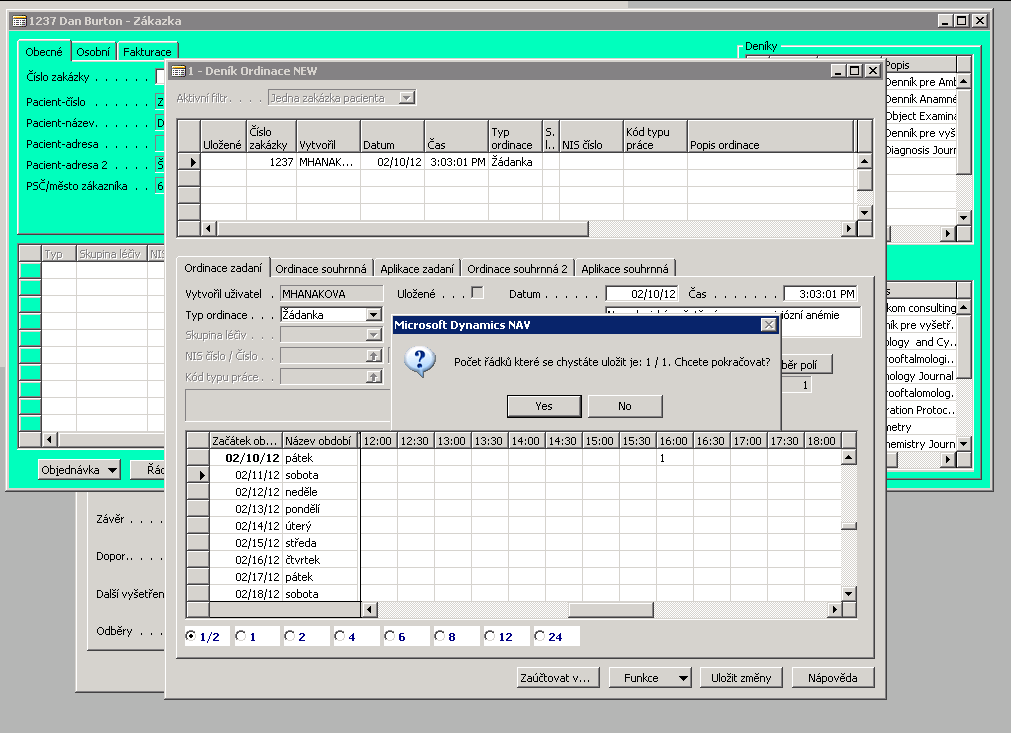 1237 Dan Burton - Zákazka
Obecné Osobní Fakturace
Číslo zakázky . . . . . .
Pacient-číslo . . . . . .
Pacient-název. . . . . .
Pacient-adresa . . . . .
Pacient-adresa 2 . . . .
PSČ/město zákazníka . .
Typ Skupina léčiv NIS
Objednávka
Závěr . . . .
Dopor.. . . .
Další vyšetřen
Odběry . . .
Deníky
Popis
Denník pre Amb
Denník Anamné
Object Examina
Denník pre vyš
Diagnosis Jourr
kom consulting
ník pre vyšetř.
ology and Cy..
rooftalmologi..
nology Journal
rooftalmolog.
ration Protoc..
metry
hemistry Journ
1 - Deník Ordinace NEW
Aktivní filtr. . . . . Jedna zakázka pacienta
Uložené Číslo zakázky Vytvořil Datum Čas Typ ordinace S. l.. NIS číslo Kód typu práce Popis ordinace
1237 MHANAK... 02/10/12 3:03:01 PM Žádanka
Ordinace zadaní Ordinace souhrnná Aplikace zadaní Ordinace souhrnná 2 Aplikace souhrnná
Vytvořil uživatel . MHANAKOVA Uložené . . . Datum . . . . . . 02/10/12 Čas . . . . . . . 3:03:01 PM
Typ ordinace . . . Žádanka
józní anémie
Skupina léčiv . . .
NIS číslo / Číslo . .
Kód typu práce . .
běr polí
1
Microsoft Dynamics NAV
Počet řádků které se chystáte uložit je: 1 / 1. Chcete pokračovat?
Yes No
Začátek ob... Název období 12:00 12:30 13:00 13:30 14:00 14:30 15:00 15:30 16:00 16:30 17:00 17:30 18:00
02/10/12 pátek 1
02/11/12 sobota
02/12/12 neděle
02/13/12 pondělí
02/14/12 úterý
02/15/12 středa
02/16/12 čtvrtek
02/17/12 pátek
02/18/12 sobota
1/2 1 2 4 6 8 12 24
Zaúčtovat v... Funkce Uložit změny Nápověda